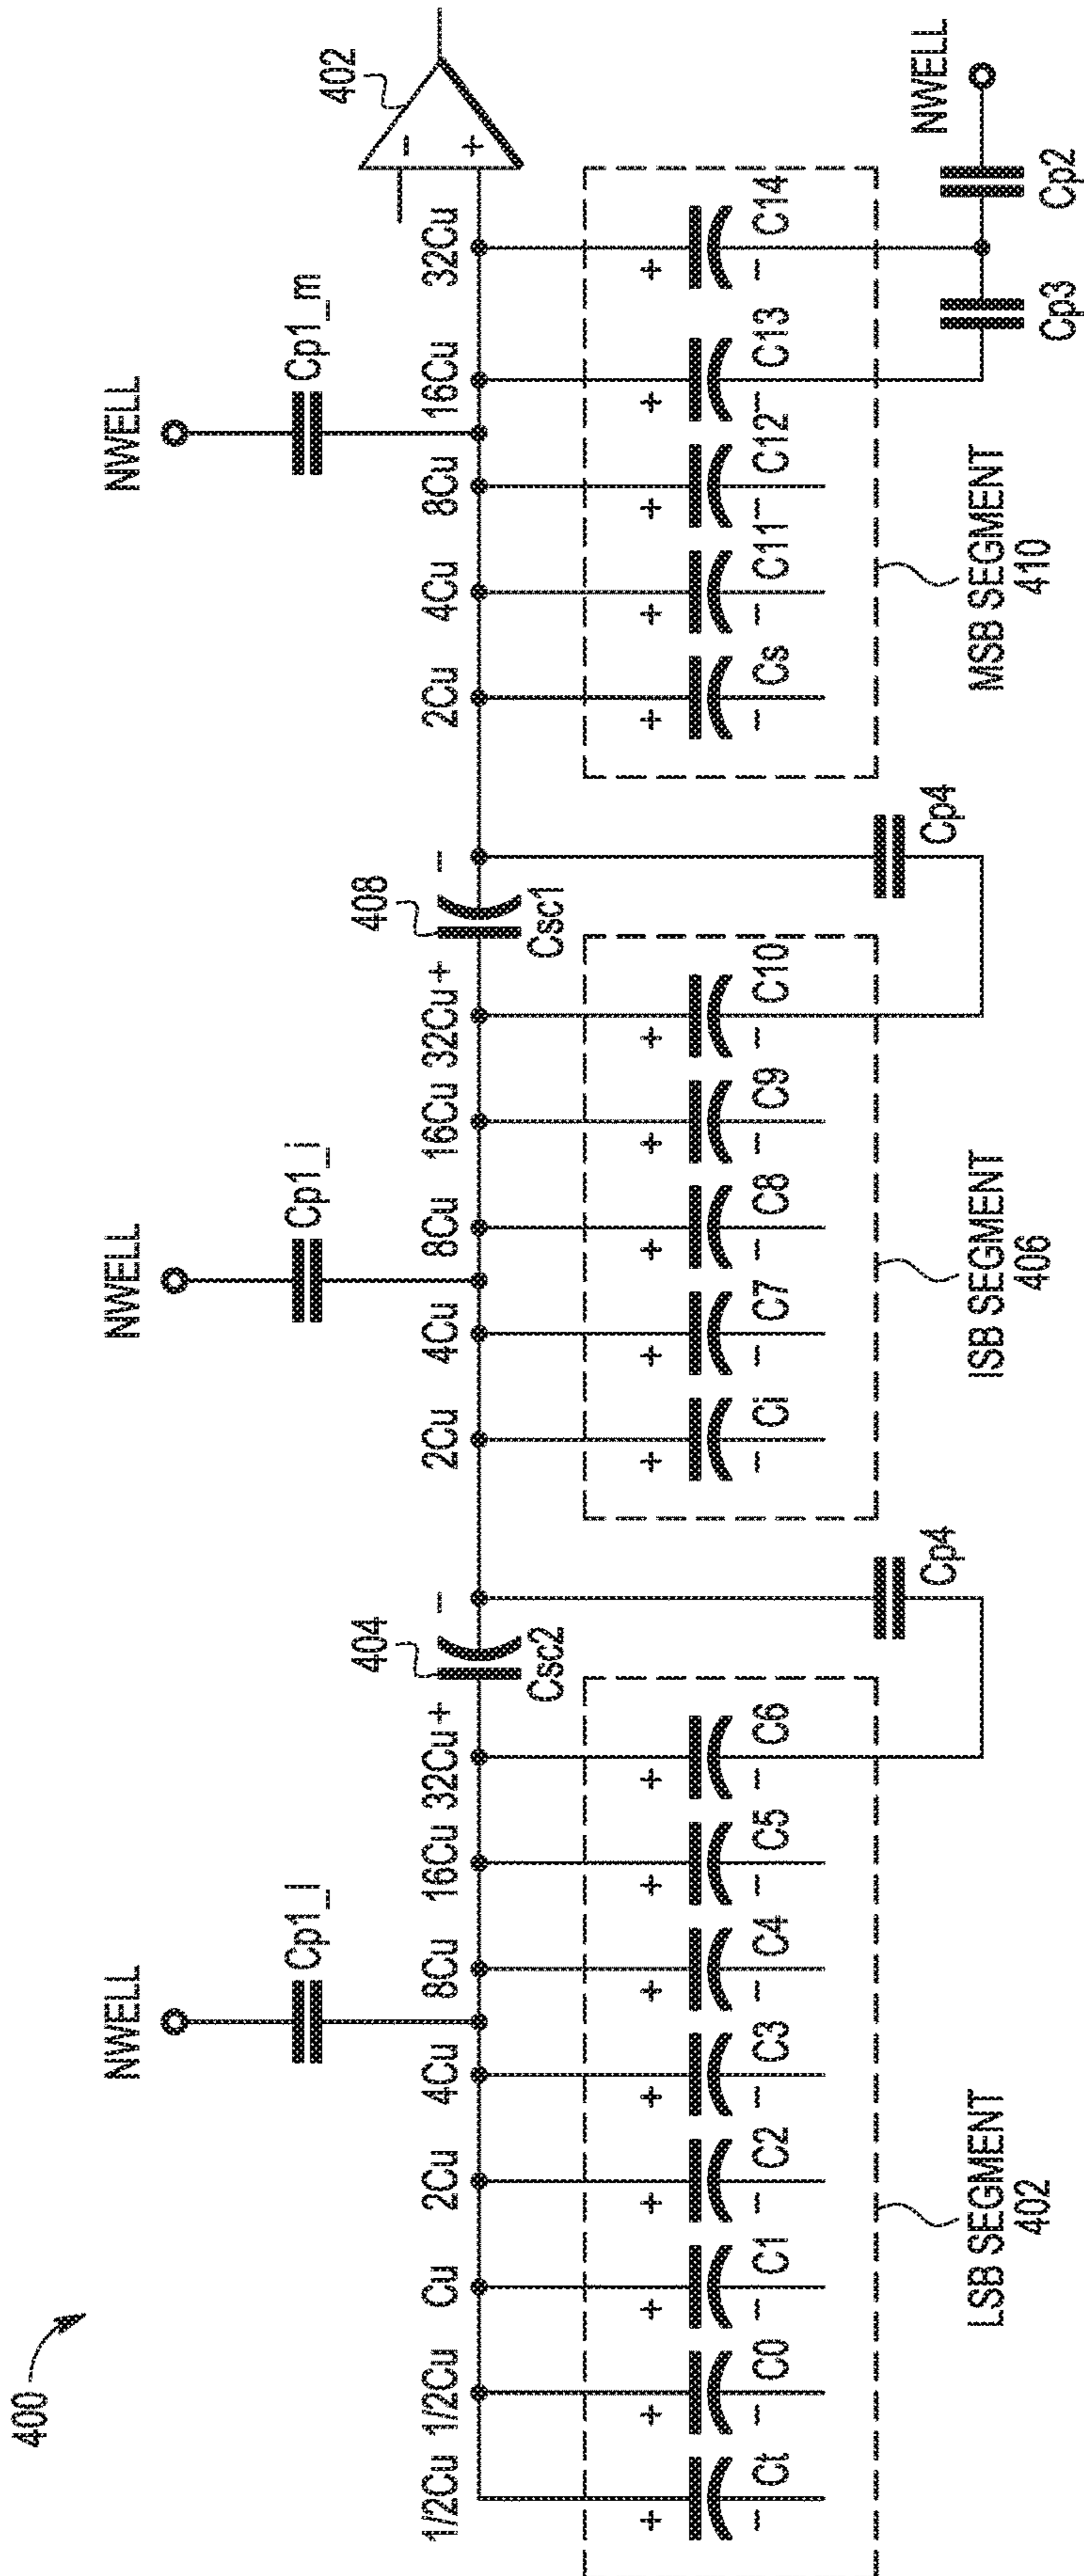 400
NWELL
NWELL
NWELL
402
Cp1_l
Cp1_i
Cp1_m
1/2Cu 1/2Cu Cu 2Cu 4Cu 8Cu 16Cu 32Cu +
404
-
2Cu 4Cu 8Cu 16Cu 32Cu +
408
-
2Cu 4Cu 8Cu 16Cu 32Cu
-
+
Csc2
Csc1
+ + + + + + + +
- - - - - - - -
Ct C0 C1 C2 C3 C4 C5 C6
+ + + + +
- - - - -
Ci C7 C8 C9 C10
+ + + + +
- - - - -
Cs C11 C12 C13 C14
Cp4
Cp4
NWELL
Cp3
Cp2
LSB SEGMENT
402
ISB SEGMENT
406
MSB SEGMENT
410